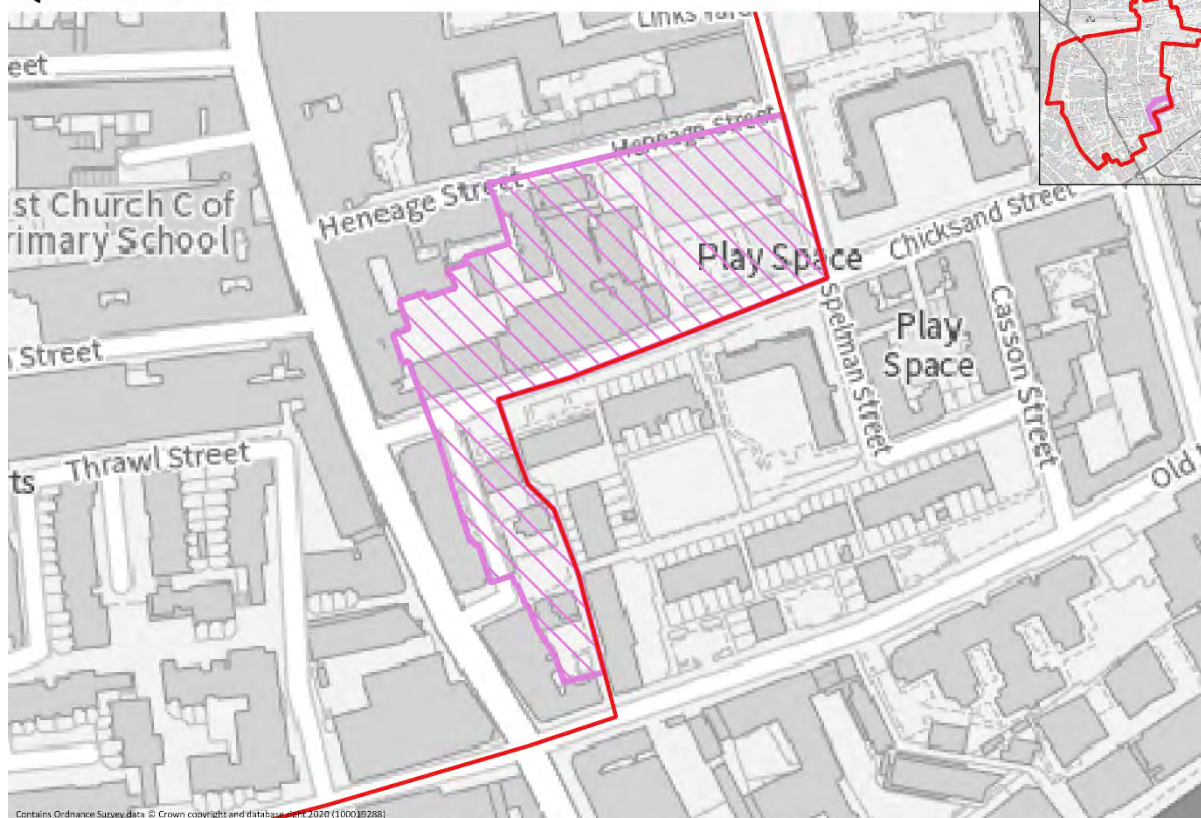 eet
Heneage Street
Heneage Street
st Church C of
rimary School
Play Space
Chicksand Street
Spelman Street
Play
Space
Casson Street
Street
Thrawl Street
ts
Old
Contains Ordnance Survey data © Crown copyright and database right 2020 (100019288)